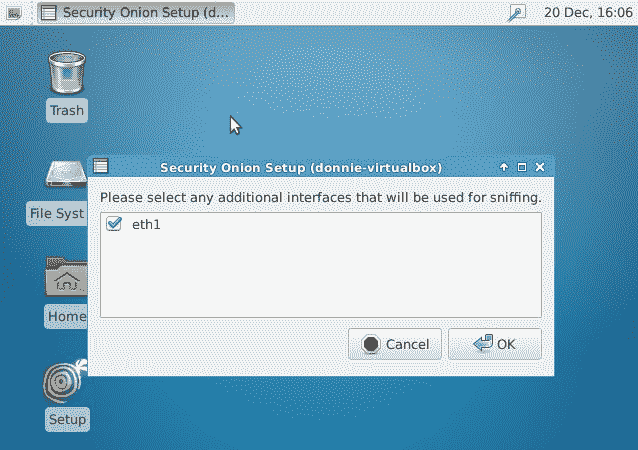 Security Onion Setup (d...
20 Dec, 16:06
Trash
File Syst
Home
Setup
Security Onion Setup (donnie-virtualbox)
Please select any additional interfaces that will be used for sniffing.
eth1
Cancel
OK